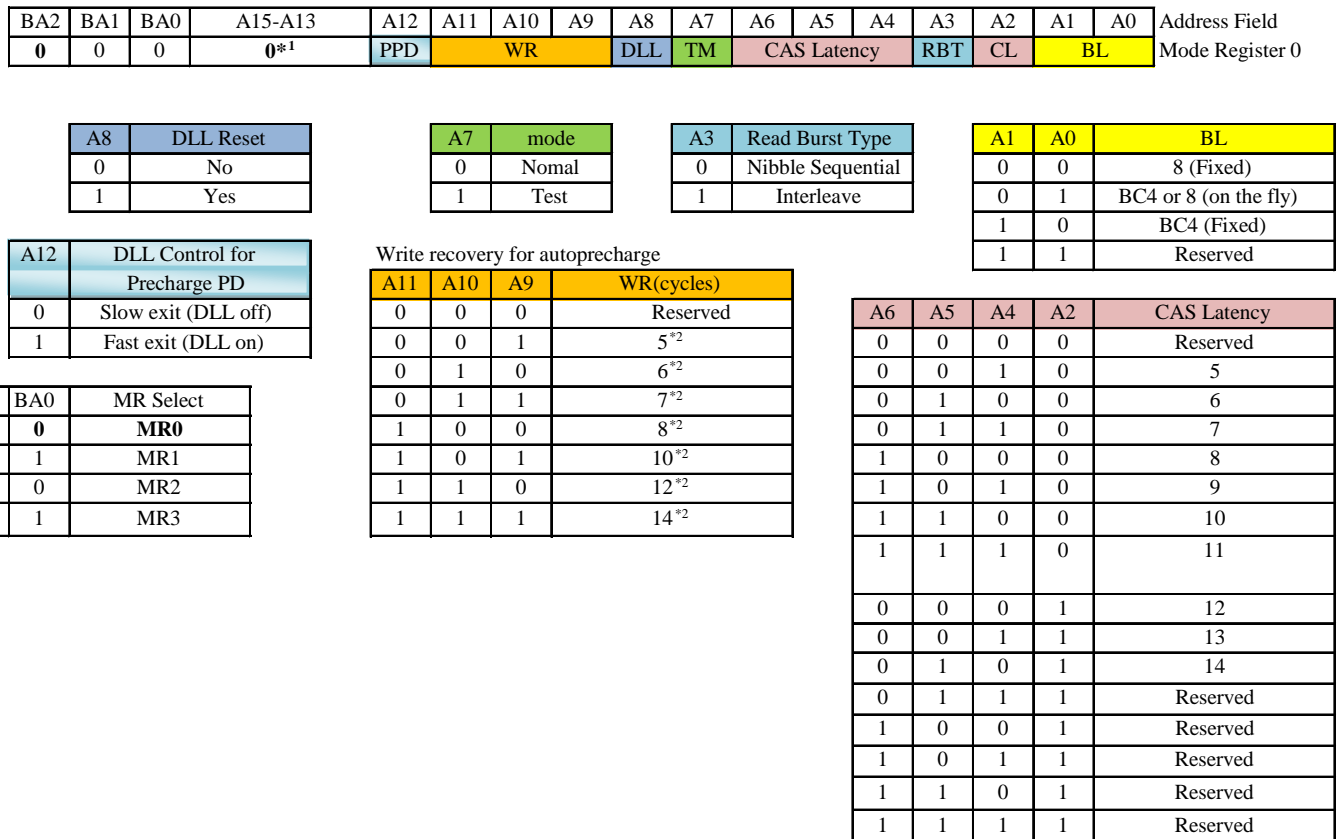 BA2 BA1 BA0 A15-A13 A12 A11 A10 A9 A8 A7 A6 A5 A4 A3 A2 A1 A0 Address Field
0 0 0 0*1 PPD WR DLL TM CAS Latency RBT CL BL Mode Register 0
A8 DLL Reset
0 No
1 Yes
A7 mode
0 Nomal
1 Test
A3 Read Burst Type
0 Nibble Sequential
1 Interleave
A1 A0 BL
0 0 8 (Fixed)
0 1 BC4 or 8 (on the fly)
1 0 BC4 (Fixed)
1 1 Reserved
A12 DLL Control for
Precharge PD
0 Slow exit (DLL off)
1 Fast exit (DLL on)
BA0 MR Select
0 MR0
1 MR1
0 MR2
1 MR3
Write recovery for autoprecharge
A11 A10 A9 WR(cycles)
0 0 0 Reserved
0 0 1 5*2
0 1 0 6*2
0 1 1 7*2
1 0 0 8*2
1 0 1 10*2
1 1 0 12*2
1 1 1 14*2
A6 A5 A4 A2 CAS Latency
0 0 0 0 Reserved
0 0 1 0 5
0 1 0 0 6
0 1 1 0 7
1 0 0 0 8
1 0 1 0 9
1 1 0 0 10
1 1 1 0 11
0 0 0 1 12
0 0 1 1 13
0 1 0 1 14
0 1 1 1 Reserved
1 0 0 1 Reserved
1 0 1 1 Reserved
1 1 0 1 Reserved
1 1 1 1 Reserved